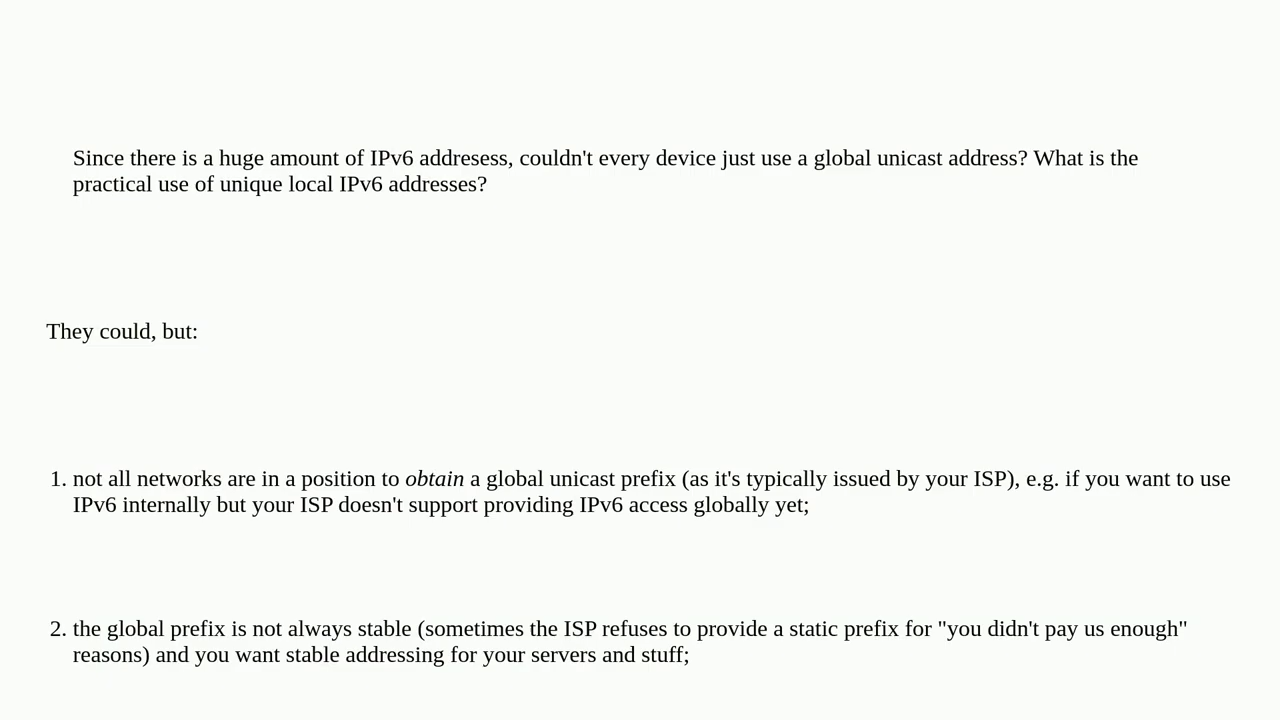 Since there is a huge amount of IPv6 addresess, couldn't every device just use a global unicast address? What is the
practical use of unique local IPv6 addresses?
They could, but:
1. not all networks are in a position to obtain a global unicast prefix (as it's typically issued by your ISP), e.g. if you want to use
IPv6 internally but your ISP doesn't support providing IPv6 access globally yet;
2. the global prefix is not always stable (sometimes the ISP refuses to provide a static prefix for "you didn't pay us enough"
reasons) and you want stable addressing for your servers and stuff;